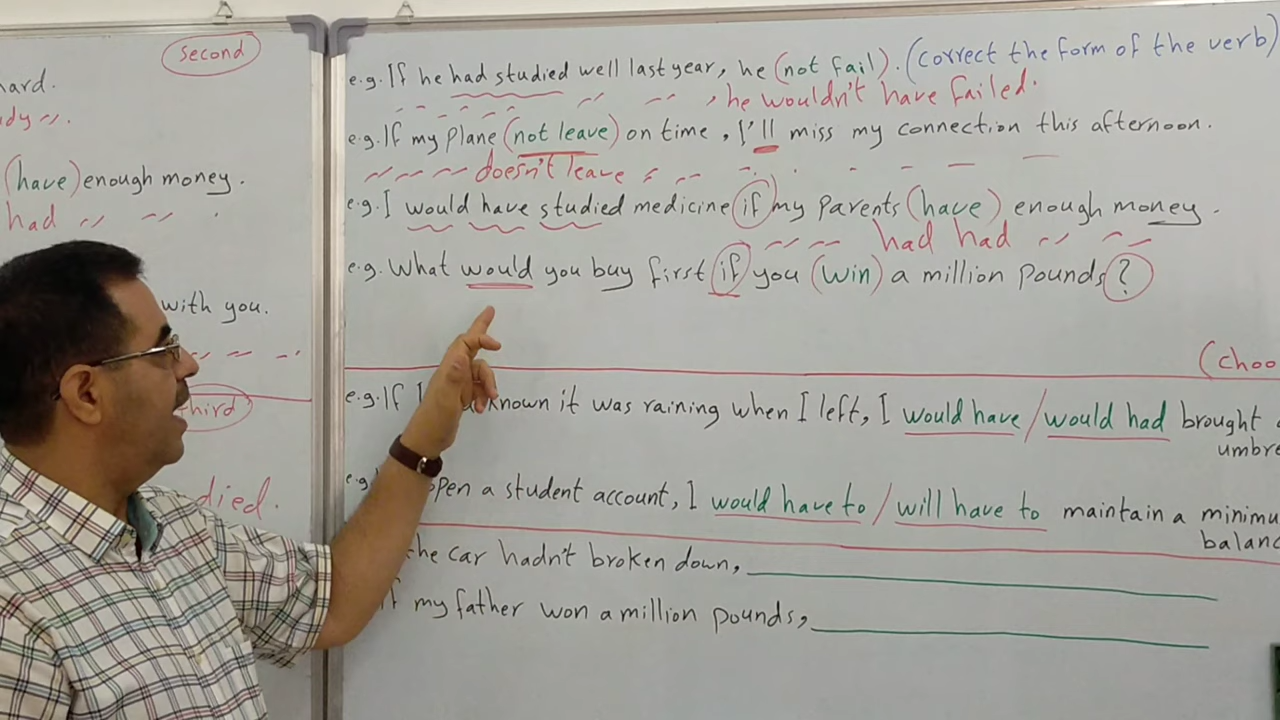 second
hard.
(have) enough money.
had
with you.
third
died.
e.g. If he had studied well last year, he (not fail). (correct the form of the verb)
, he wouldn't have failed.
e.g. If my plane (not leave) on time, I'll miss my connection this afternoon.
doesn't leave
e.g. I would have studied medicine if my parents (have) enough money.
had had
e.g. What would you buy first if you (win) a million pounds?
(choo
e.g. If I known it was raining when I left, I would have / would had brought
umbre
e.g. open a student account, I would have to / will have to maintain a minimu
balanc
the car hadn't broken down,
my father won a million pounds,